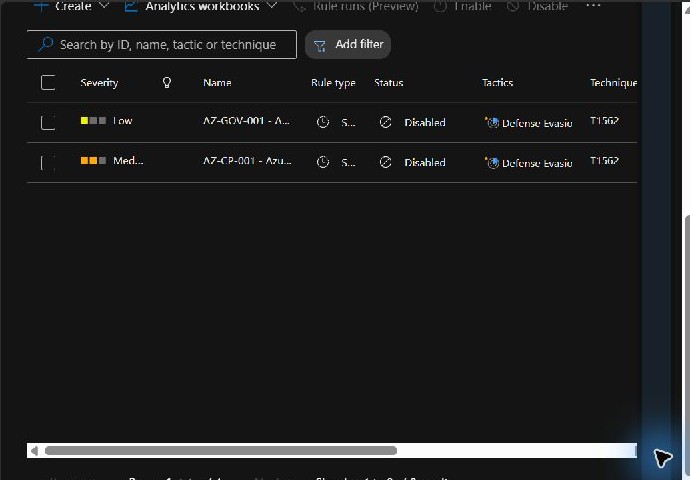 Create Analytics workbooks Rule runs (Preview) Enable Disable ...
Search by ID, name, tactic or technique Add filter
Severity Name Rule type Status Tactics Technique
Low AZ-GOV-001 - A... S... Disabled Defense Evasio T1562
Med... AZ-CP-001 - Azu... S... Disabled Defense Evasio T1562